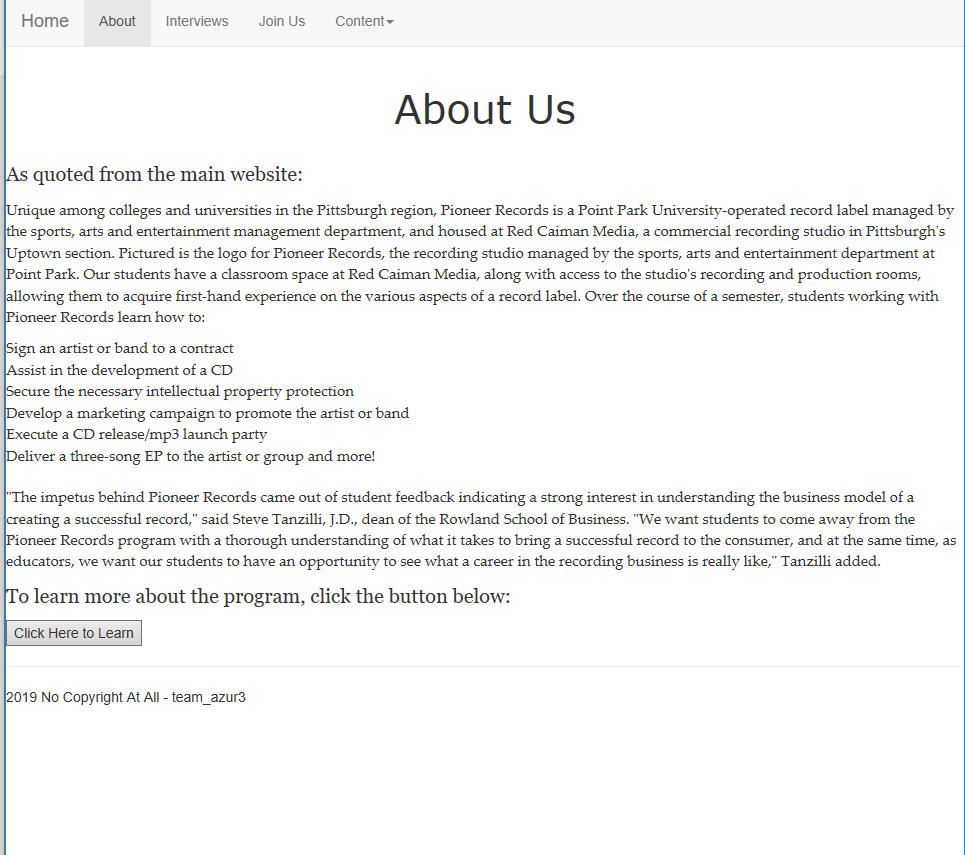 Home About Interviews Join Us Content
About Us
As quoted from the main website:
Unique among colleges and universities in the Pittsburgh region, Pioneer Records is a Point Park University-operated record label managed by
the sports, arts and entertainment management department, and housed at Red Caiman Media, a commercial recording studio in Pittsburgh's
Uptown section. Pictured is the logo for Pioneer Records, the recording studio managed by the sports, arts and entertainment department at
Point Park. Our students have a classroom space at Red Caiman Media, along with access to the studio's recording and production rooms,
allowing them to acquire first-hand experience on the various aspects of a record label. Over the course of a semester, students working with
Pioneer Records learn how to:
Sign an artist or band to a contract
Assist in the development of a CD
Secure the necessary intellectual property protection
Develop a marketing campaign to promote the artist or band
Execute a CD release/mp3 launch party
Deliver a three-song EP to the artist or group and more!
"The impetus behind Pioneer Records came out of student feedback indicating a strong interest in understanding the business model of a
creating a successful record," said Steve Tanzilli, J.D., dean of the Rowland School of Business. "We want students to come away from the
Pioneer Records program with a thorough understanding of what it takes to bring a successful record to the consumer, and at the same time, as
educators, we want our students to have an opportunity to see what a career in the recording business is really like," Tanzilli added.
To learn more about the program, click the button below:
Click Here to Learn
2019 No Copyright At All - team_azur3